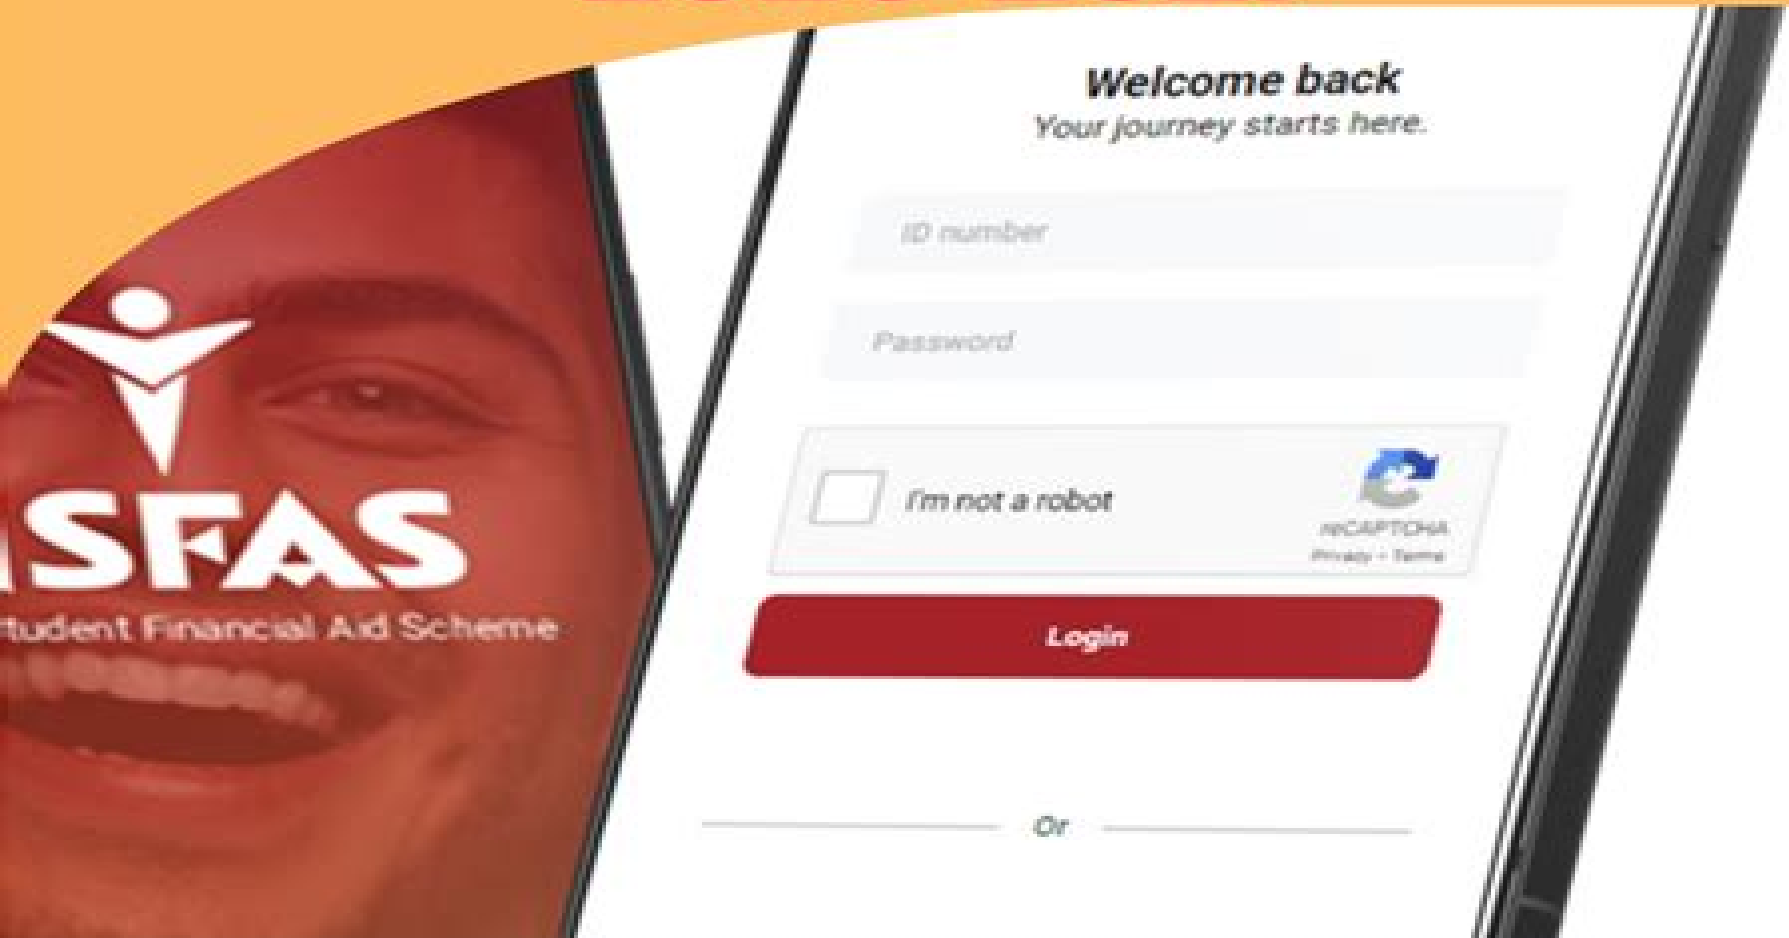 Welcome back
Your journey starts here.
ID number
Password
I'm not a robot
reCAPTCHA
Privacy - Terms
Login
Or
SFAS
tudent Financial Aid Scheme